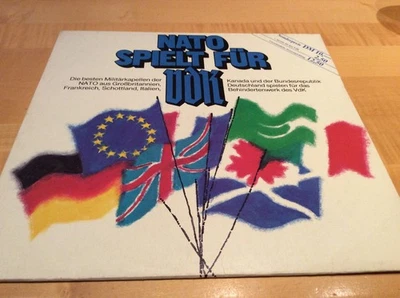 NATO
SPIELT FÜR
VdK
Die besten Militärkapellen der
NATO aus Großbritannien,
Frankreich, Schottland, Italien,
Kanada und der Bundesrepublik
Deutschland spielen für das
Behindertenwerk des VdK